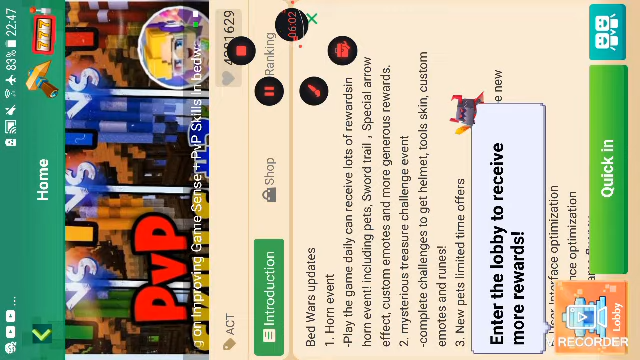 22:47
83%
Home
PvP
g on Improving Game Sense + PvP Skills in bedw
ACT
4281629
Introduction
Shop
Ranking
06:02
Bed Wars updates
1. Horn event
-Play the game daily can receive lots of rewardsin
horn event! Including pets, Sword trail , Special arrow
effect, custom emotes and more generous rewards.
2. mysterious treasure challenge event
-complete challenges to get helmet, tools skin, custom
emotes and runes!
3. New pets limited time offers
e new
Enter the lobby to receive
more rewards!
Interface optimization
nce optimization
Quick in
Lobby
RECORDER